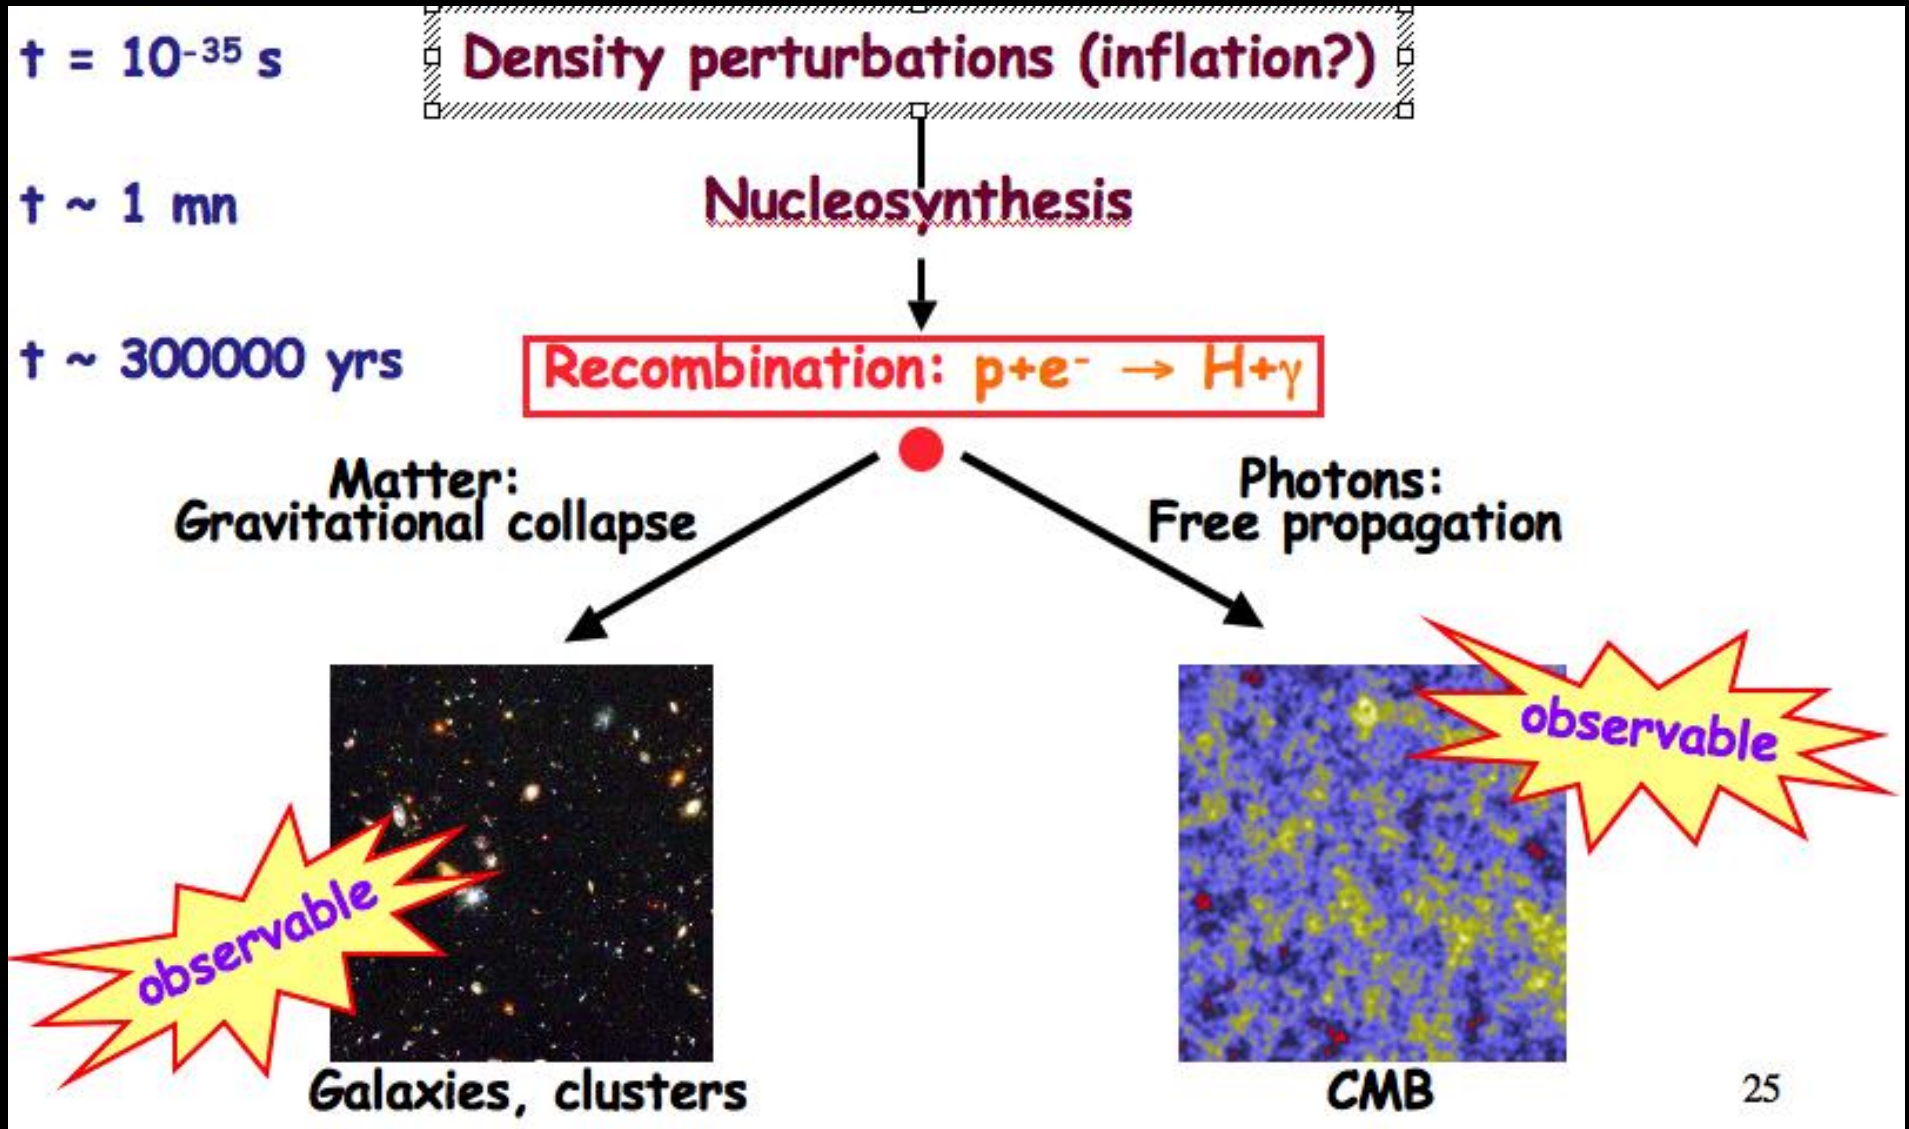 t = 10⁻³⁵ s
Density perturbations (inflation?)
t ~ 1 mn
Nucleosynthesis
t ~ 300000 yrs
Recombination: p+e⁻ → H+γ
Matter:
Gravitational collapse
Photons:
Free propagation
observable
observable
Galaxies, clusters
CMB
25